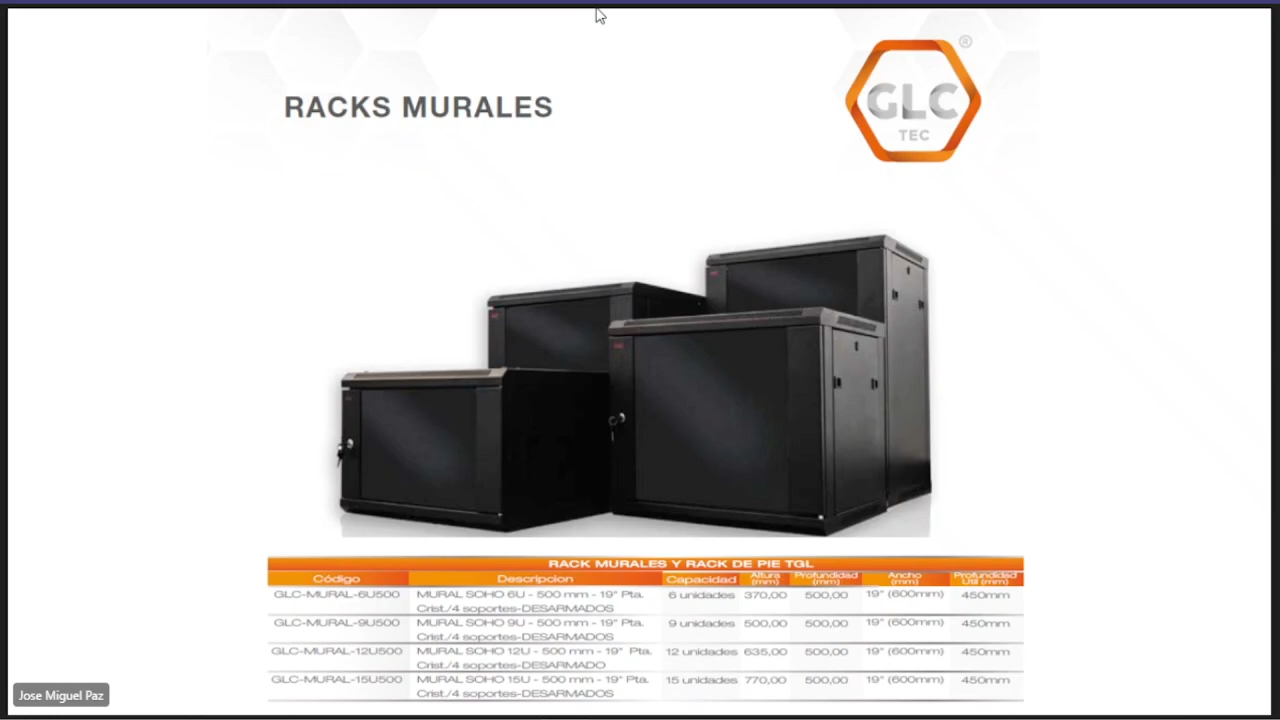 RACKS MURALES
GLC
TEC
®
RACK MURALES Y RACK DE PIE TGL
Código Descripcion Capacidad Altura (mm) Profundidad (mm) Ancho (mm) Profundidad Util (mm)
GLC-MURAL-6U500 MURAL SOHO 6U - 500 mm - 19" Pta. 6 unidades 370,00 500,00 19" (600mm) 450mm
Crist./4 soportes-DESARMADOS
GLC-MURAL-9U500 MURAL SOHO 9U - 500 mm - 19" Pta. 9 unidades 500,00 500,00 19" (600mm) 450mm
Crist./4 soportes-DESARMADOS
GLC-MURAL-12U500 MURAL SOHO 12U - 500 mm - 19" Pta. 12 unidades 635,00 500,00 19" (600mm) 450mm
Crist./4 soportes-DESARMADO
GLC-MURAL-15U500 MURAL SOHO 15U - 500 mm - 19" Pta. 15 unidades 770,00 500,00 19" (600mm) 450mm
Crist./4 soportes-DESARMADOS
Jose Miguel Paz